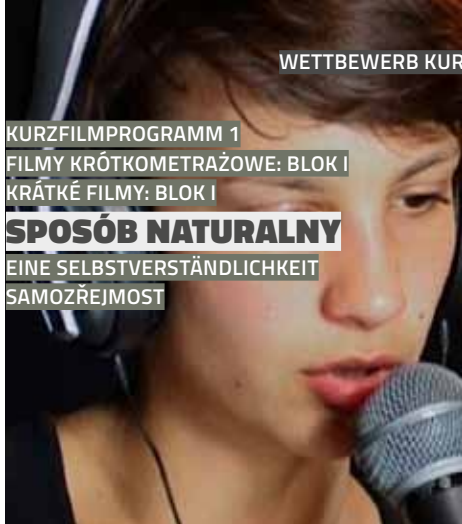 WETTBEWERB KUR
KURZFILMPROGRAMM 1
FILMY KRÓTKOMETRAŻOWE: BLOK I
KRÁTKÉ FILMY: BLOK I
SPOSÓB NATURALNY
EINE SELBSTVERSTÄNDLICHKEIT
SAMOZŘEJMOST